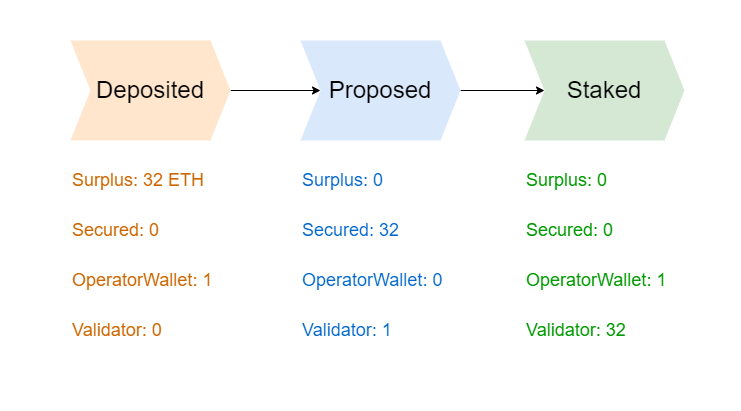 Deposited
Proposed
Staked
Surplus: 32 ETH
Surplus: 0
Surplus: 0
Secured: 0
Secured: 32
Secured: 0
OperatorWallet: 1
OperatorWallet: 0
OperatorWallet: 1
Validator: 0
Validator: 1
Validator: 32